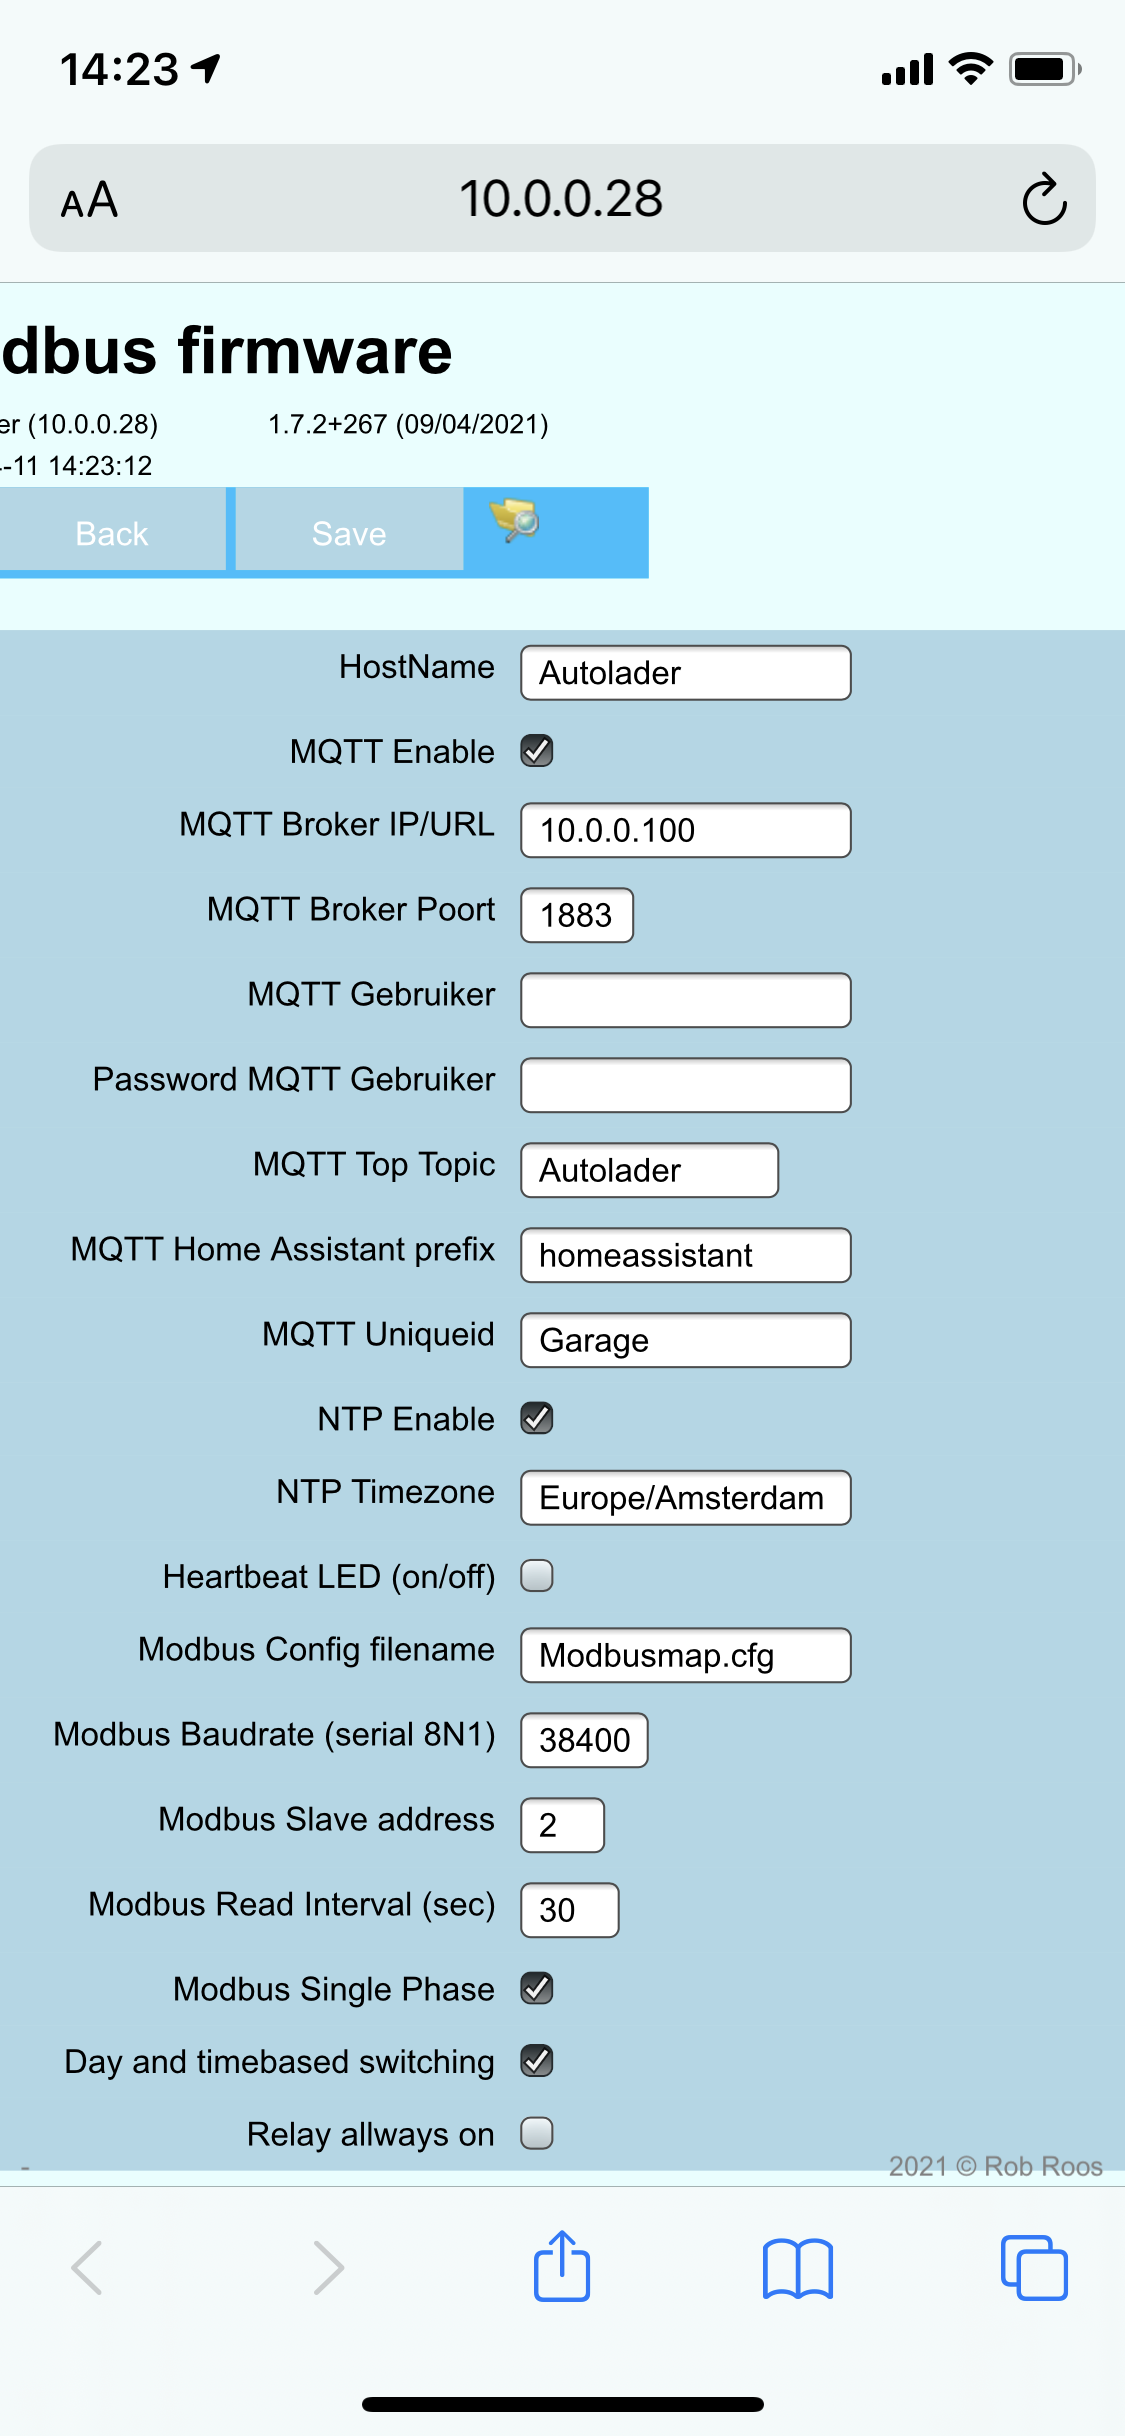 14:23
AA
10.0.0.28
dbus firmware
er (10.0.0.28) 1.7.2+267 (09/04/2021)
-11 14:23:12
Back Save
HostName Autolader
MQTT Enable
MQTT Broker IP/URL 10.0.0.100
MQTT Broker Poort 1883
MQTT Gebruiker
Password MQTT Gebruiker
MQTT Top Topic Autolader
MQTT Home Assistant prefix homeassistant
MQTT Uniqueid Garage
NTP Enable
NTP Timezone Europe/Amsterdam
Heartbeat LED (on/off)
Modbus Config filename Modbusmap.cfg
Modbus Baudrate (serial 8N1) 38400
Modbus Slave address 2
Modbus Read Interval (sec) 30
Modbus Single Phase
Day and timebased switching
Relay allways on
2021 © Rob Roos